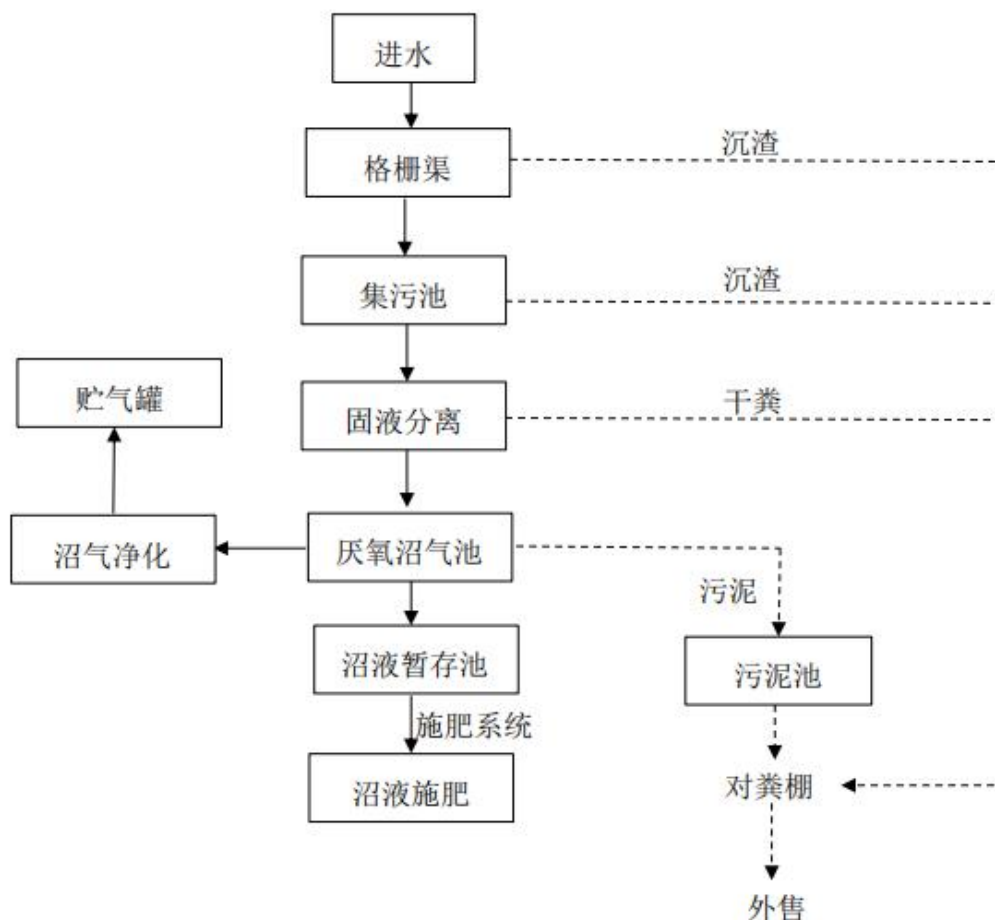 进水
沉渣
格栅渠
沉渣
集污池
贮气罐
干粪
固液分离
沼气净化
厌氧沼气池
污泥
沼液暂存池
污泥池
施肥系统
沼液施肥
对粪棚
外售